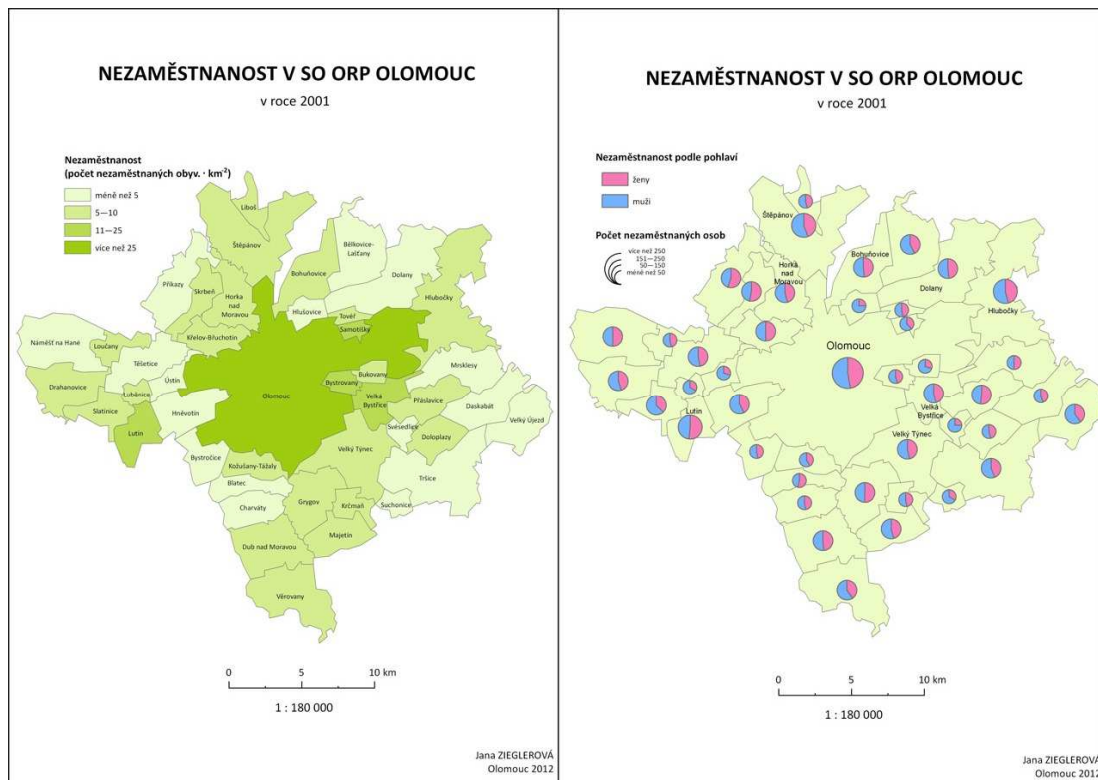 NEZAMĚSTNANOST V SO ORP OLOMOUC
v roce 2001
Nezaměstnanost
(počet nezaměstnaných obyv. · km⁻²)
méně než 5
5—10
11—25
více než 25
Liboš
Štěpánov
Bělkovice-
Lašťany
Bohuňovice
Dolany
Příkazy
Skrbeň
Horka
nad
Moravou
Hlubočky
Hlušovice
Tovéř
Samotišky
Křelov-Břuchotín
Náměšť na Hané
Loučany
Těšetice
Mrsklesy
Bukovany
Ústín
Bystrovany
Drahanovice
Luběnice
Olomouc
Velká
Bystřice
Přáslavice
Daskabát
Slatinice
Hněvotín
Velký Újezd
Svésedlice
Lutín
Doloplazy
Velký Týnec
Bystročice
Kožušany-Tážaly
Tršice
Blatec
Grygov
Krčmaň
Suchonice
Charváty
Majetín
Dub nad Moravou
Věrovany
0 5 10 km
1 : 180 000
Jana ZIEGLEROVÁ
Olomouc 2012
NEZAMĚSTNANOST V SO ORP OLOMOUC
v roce 2001
Nezaměstnanost podle pohlaví
ženy
muži
Počet nezaměstnaných osob
více než 250
151—250
50—150
méně než 50
Štěpánov
Bohuňovice
Horka
nad
Moravou
Dolany
Hlubočky
Olomouc
Lutín
Velká
Bystřice
Velký Týnec
0 5 10 km
1 : 180 000
Jana ZIEGLEROVÁ
Olomouc 2012